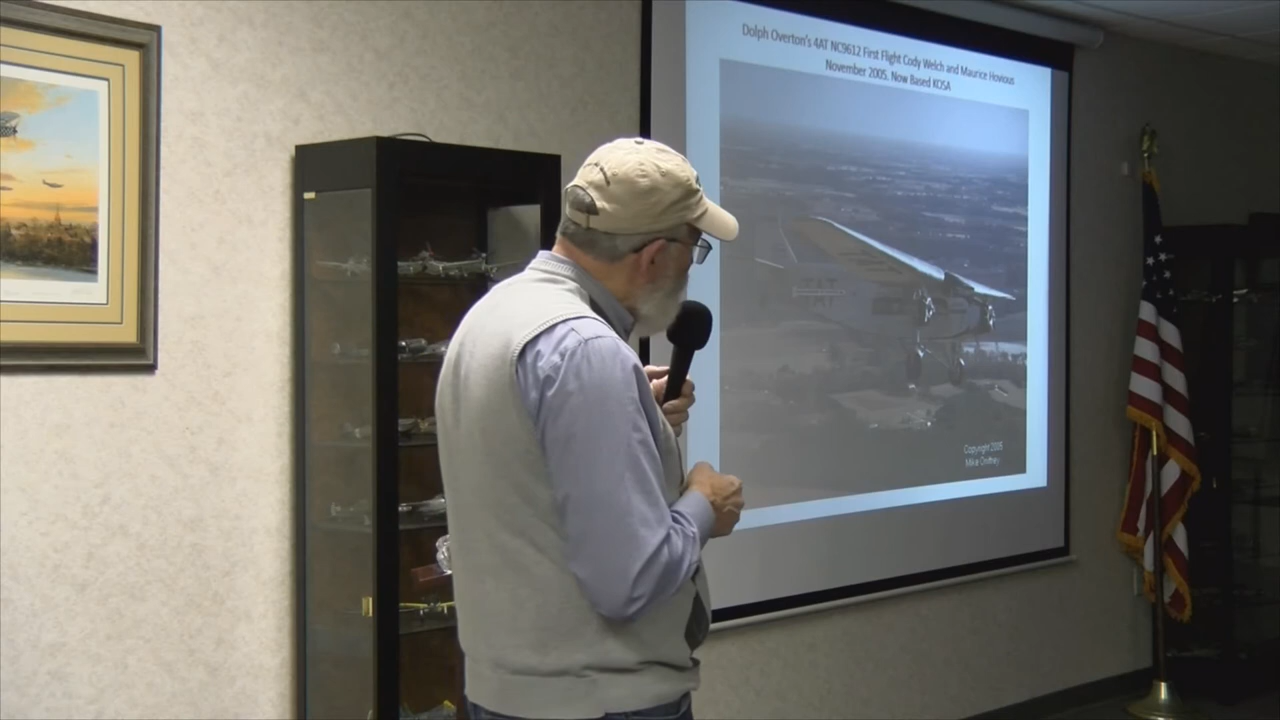 Dolph Overton's 4AT NC9612 First Flight Cody Welch and Maurice Hovious
November 2005. Now Based KOSA
Copyright 2005
Mike